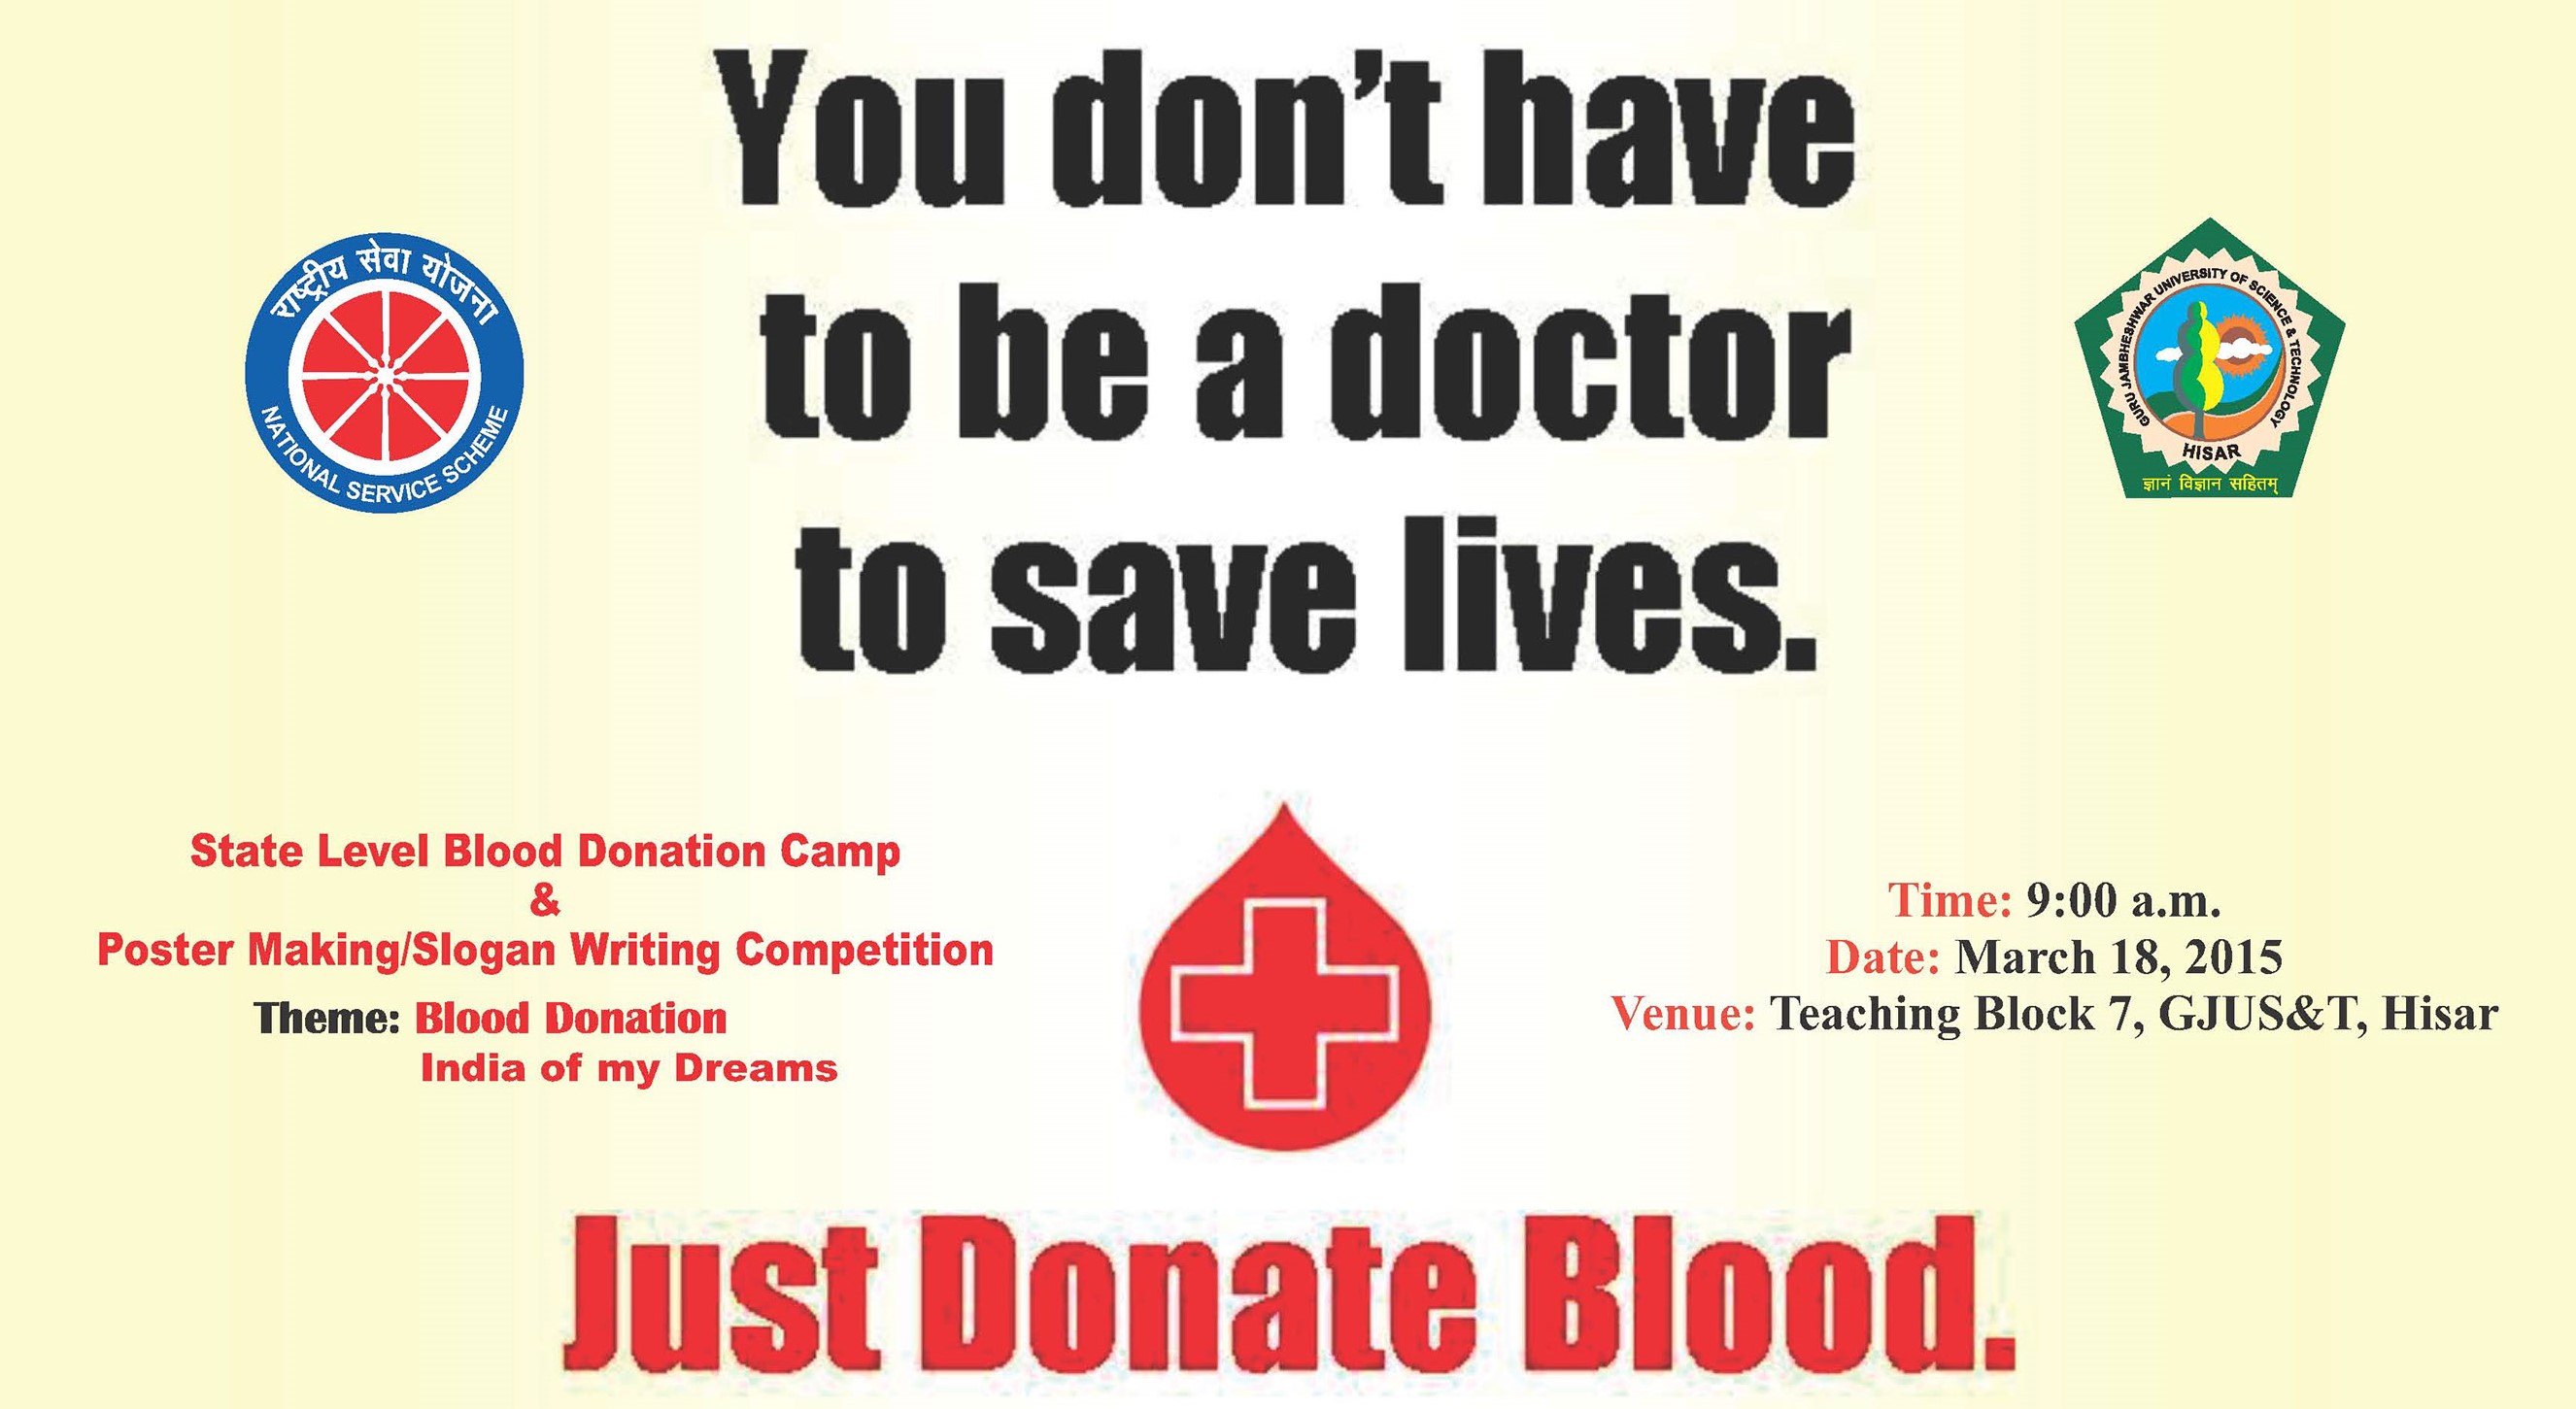 You don't have
to be a doctor
to save lives.
राष्ट्रीय सेवा योजना
NATIONAL SERVICE SCHEME
GURU JAMBHESHWAR UNIVERSITY OF SCIENCE & TECHNOLOGY
HISAR
ज्ञानं विज्ञान सहितम्
State Level Blood Donation Camp
&
Poster Making/Slogan Writing Competition
Theme: Blood Donation
India of my Dreams
Time: 9:00 a.m.
Date: March 18, 2015
Venue: Teaching Block 7, GJUS&T, Hisar
Just Donate Blood.